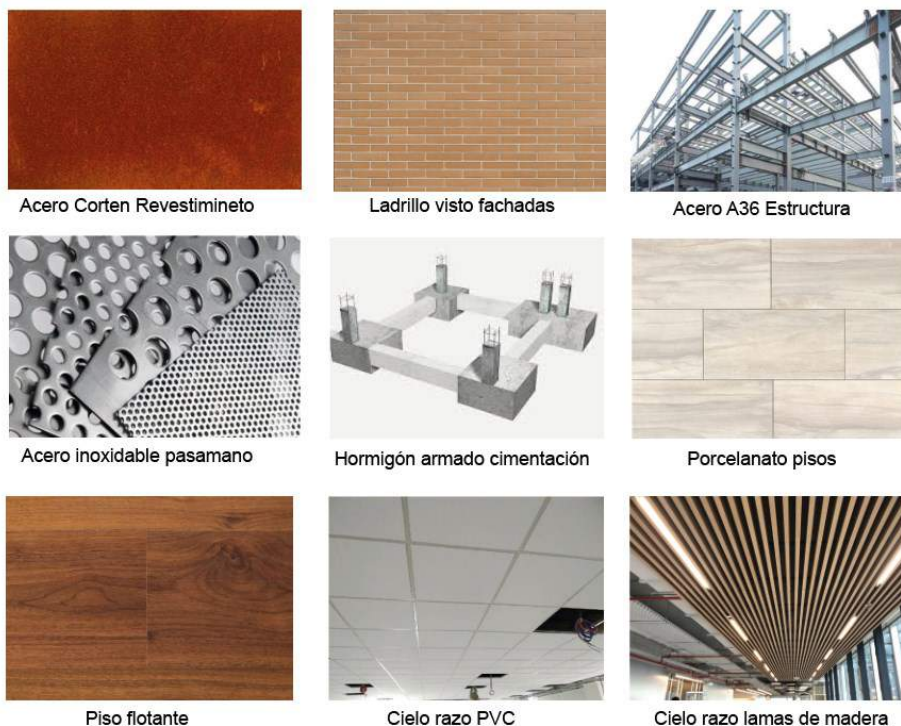 Acero Corten Revestimineto
Ladrillo visto fachadas
Acero A36 Estructura
Acero inoxidable pasamano
Hormigón armado cimentación
Porcelanato pisos
Piso flotante
Cielo razo PVC
Cielo razo lamas de madera